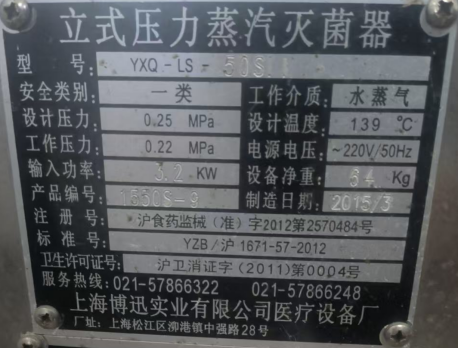 立式压力蒸汽灭菌器
型 号: YXQ-LS-50S
安全类别: 一类 工作介质: 水蒸气
设计压力: 0.25 MPa 设计温度: 139 ℃
工作压力: 0.22 MPa 电源电压: ~220V/50Hz
输入功率: 3.2 KW 设备净重: 64 Kg
产品编号: 制造日期: 2015/3
注 册 号: 沪食药监械(准)字2012第2570484号
标 准 号: YZB/沪 1671-57-2012
卫生许可证号: 沪卫消证字(2011)第0004号
服务热线: 021-57866322 021-57866248
上海博迅实业有限公司医疗设备厂
厂址: 上海松江区泖港镇中强路28号